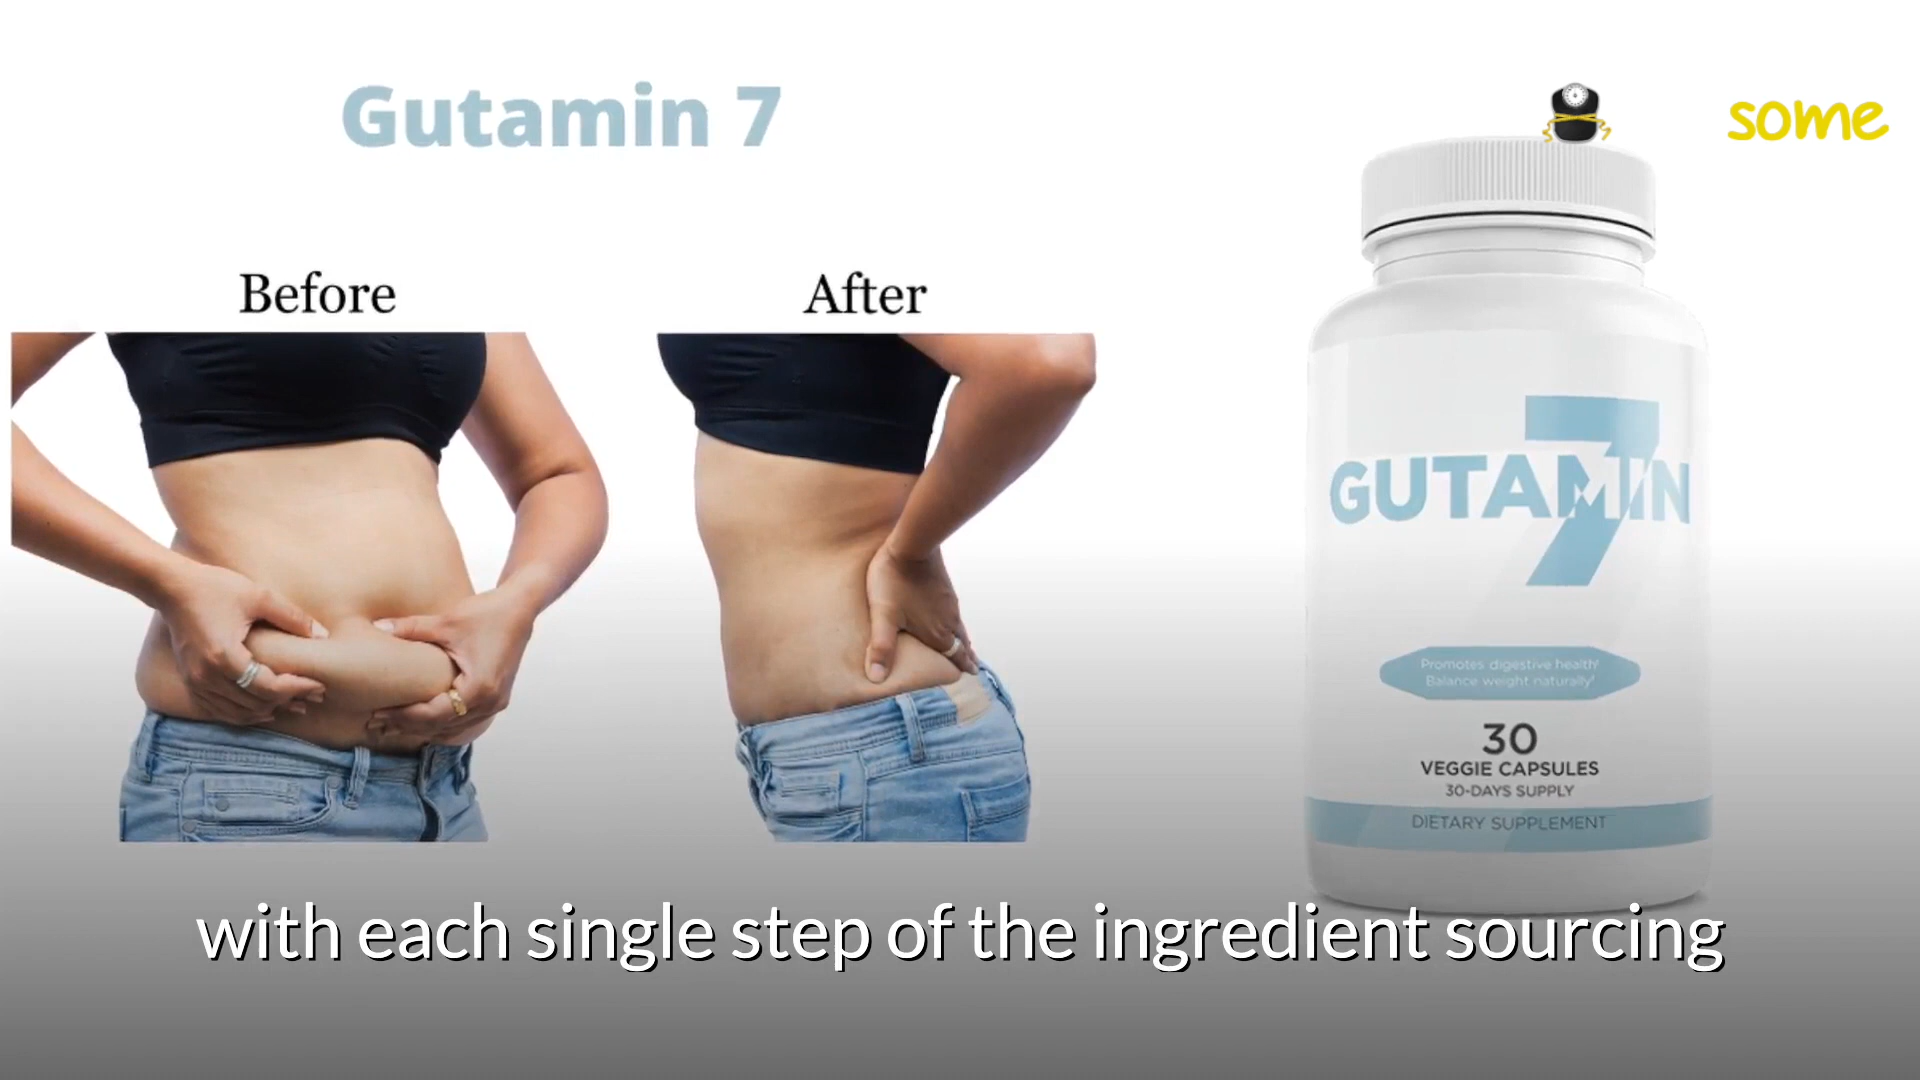 Gutamin 7
some
Before
After
7
GUTAMIN
Promotes digestive health†
Balance weight naturally†
30
VEGGIE CAPSULES
30-DAYS SUPPLY
DIETARY SUPPLEMENT
with each single step of the ingredient sourcing